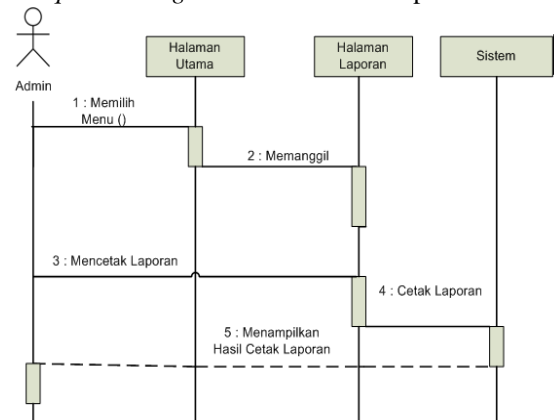 Halaman
Utama
Halaman
Laporan
Sistem
Admin
1 : Memilih
Menu ()
2 : Memanggil
3 : Mencetak Laporan
4 : Cetak Laporan
5 : Menampilkan
Hasil Cetak Laporan